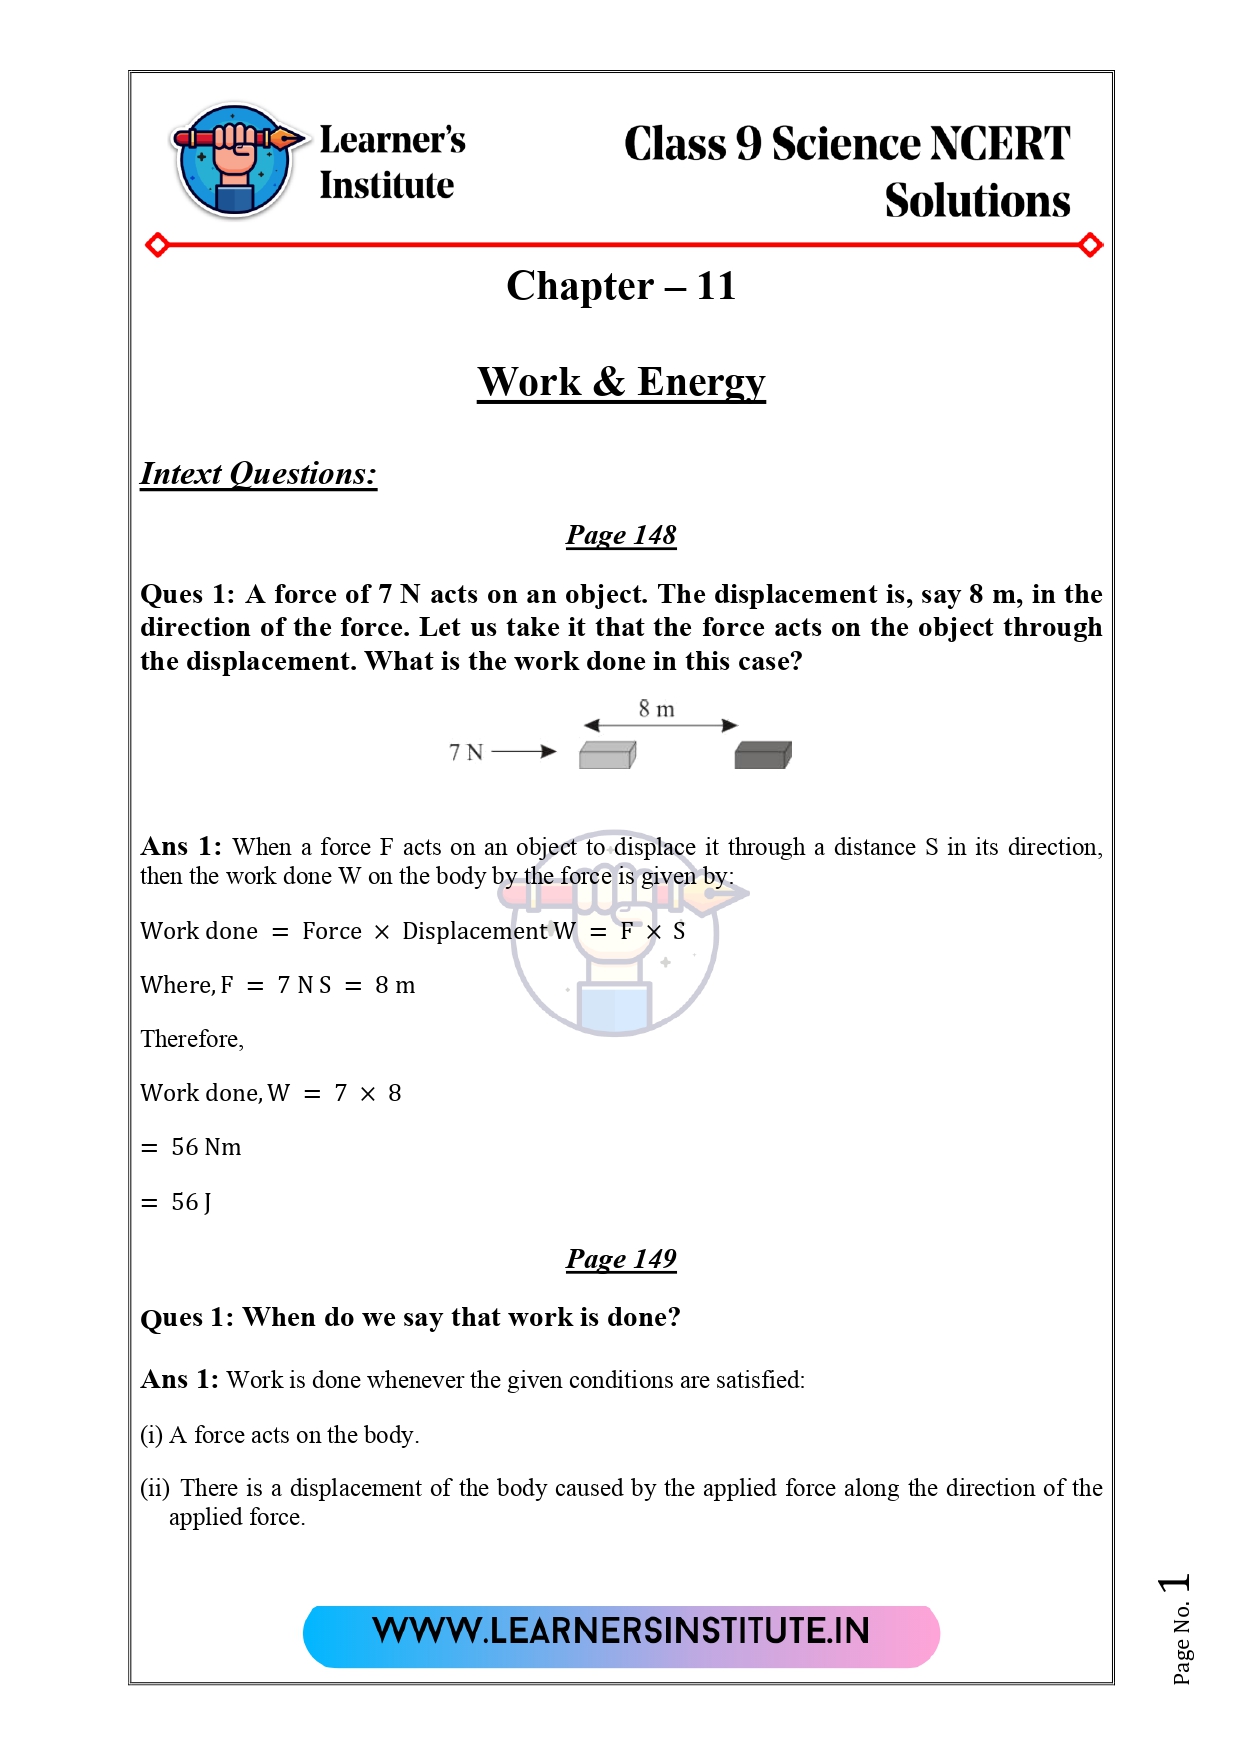 Learner's
Institute
Class 9 Science NCERT
Solutions
Chapter – 11
Work & Energy
Intext Questions:
Page 148
Ques 1: A force of 7 N acts on an object. The displacement is, say 8 m, in the
direction of the force. Let us take it that the force acts on the object through
the displacement. What is the work done in this case?
8 m
7 N
Ans 1: When a force F acts on an object to displace it through a distance S in its direction,
then the work done W on the body by the force is given by:
Work done = Force × Displacement W = F × S
Where, F = 7 N S = 8 m
Therefore,
Work done, W = 7 × 8
= 56 Nm
= 56 J
Page 149
Ques 1: When do we say that work is done?
Ans 1: Work is done whenever the given conditions are satisfied:
(i) A force acts on the body.
(ii) There is a displacement of the body caused by the applied force along the direction of the
applied force.
WWW.LEARNERSINSTITUTE.IN
Page No. 1